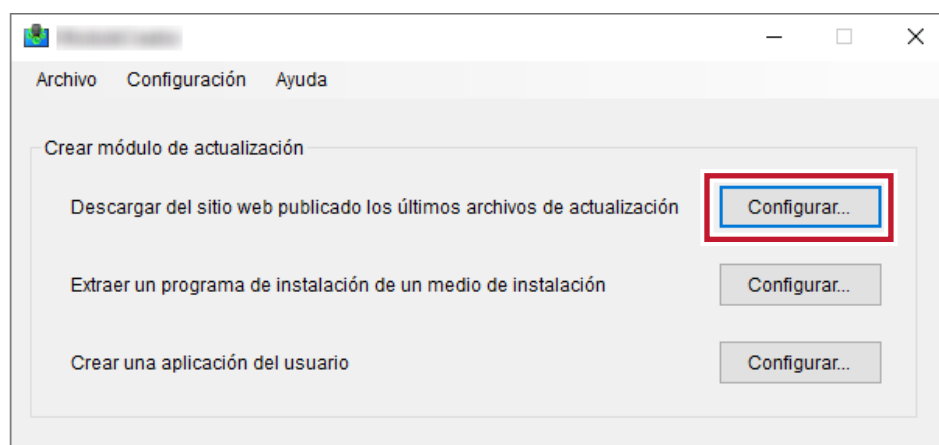 Archivo Configuración Ayuda
Crear módulo de actualización
Descargar del sitio web publicado los últimos archivos de actualización Configurar...
Extraer un programa de instalación de un medio de instalación Configurar...
Crear una aplicación del usuario Configurar...